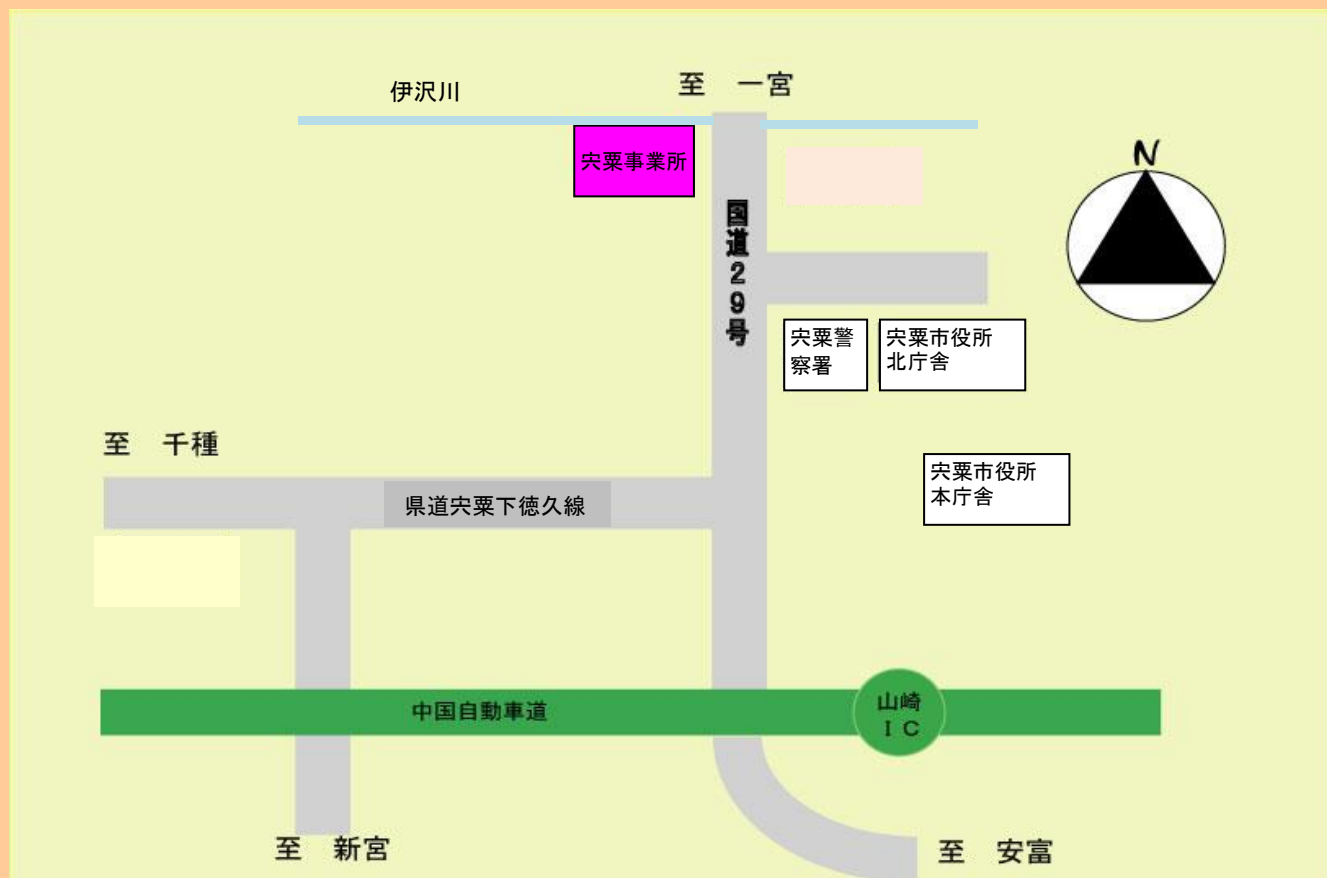 至　一宮
伊沢川
N
宍粟事業所
国道２９号
宍粟警
察署
宍粟市役所
北庁舎
至　千種
宍粟市役所
本庁舎
県道宍粟下徳久線
山崎
ＩＣ
中国自動車道
至　新宮
至　安富